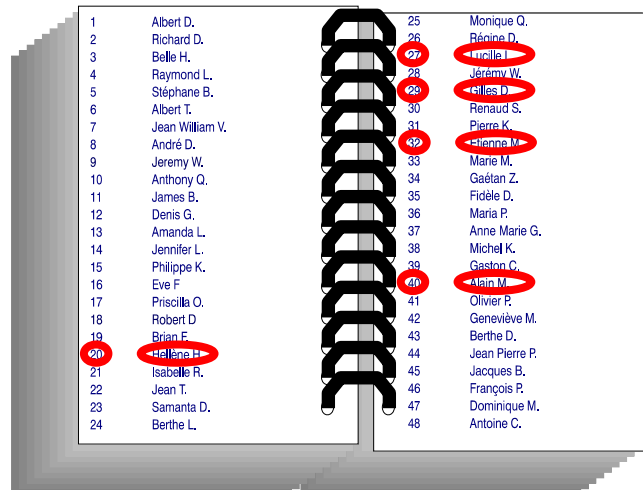 1 Albert D.
2 Richard D.
3 Belle H.
4 Raymond L.
5 Stéphane B.
6 Albert T.
7 Jean William V.
8 André D.
9 Jeremy W.
10 Anthony Q.
11 James B.
12 Denis G.
13 Amanda L.
14 Jennifer L.
15 Philippe K.
16 Eve F
17 Priscilla O.
18 Robert D
19 Brian F.
20 Hellène H.
21 Isabelle R.
22 Jean T.
23 Samanta D.
24 Berthe L.
25 Monique Q.
26 Régine D.
27 Lucille L.
28 Jérémy W.
29 Gilles D.
30 Renaud S.
31 Pierre K.
32 Etienne M.
33 Marie M.
34 Gaétan Z.
35 Fidèle D.
36 Maria P.
37 Anne Marie G.
38 Michel K.
39 Gaston C.
40 Alain M.
41 Olivier P.
42 Geneviève M.
43 Berthe D.
44 Jean Pierre P.
45 Jacques B.
46 François P.
47 Dominique M.
48 Antoine C.